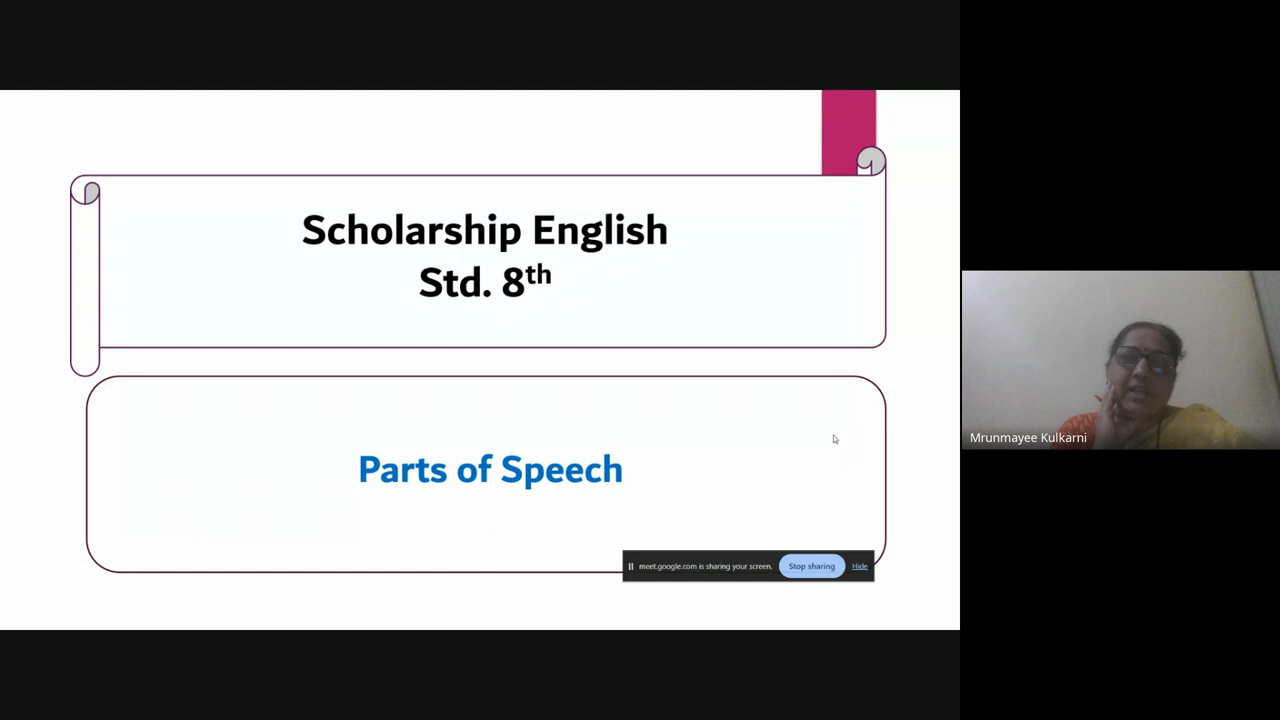 Scholarship English
Std. 8th
Parts of Speech
meet.google.com is sharing your screen.
Stop sharing
Hide
Mrunmayee Kulkarni